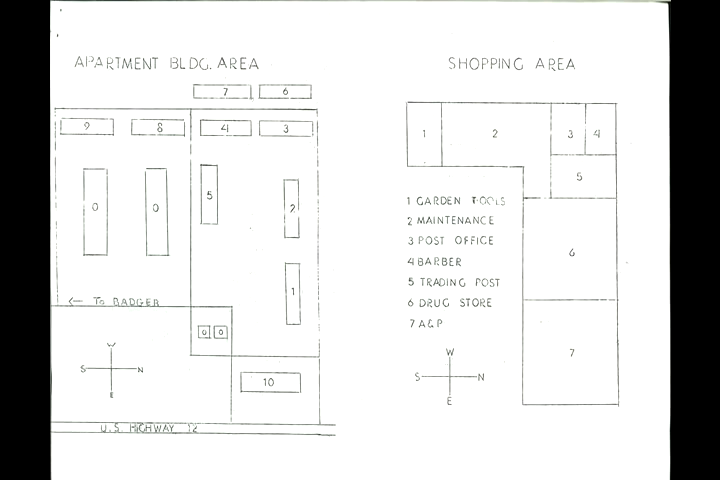 APARTMENT BLDG. AREA
7 6
9 8 4 3
0 0 5 2
1
← TO BADGER
0 0
W
S N
E
10
U.S. HIGHWAY 12
SHOPPING AREA
1 2 3 4
5
6
7
1 GARDEN TOOLS
2 MAINTENANCE
3 POST OFFICE
4 BARBER
5 TRADING POST
6 DRUG STORE
7 A&P
W
S N
E